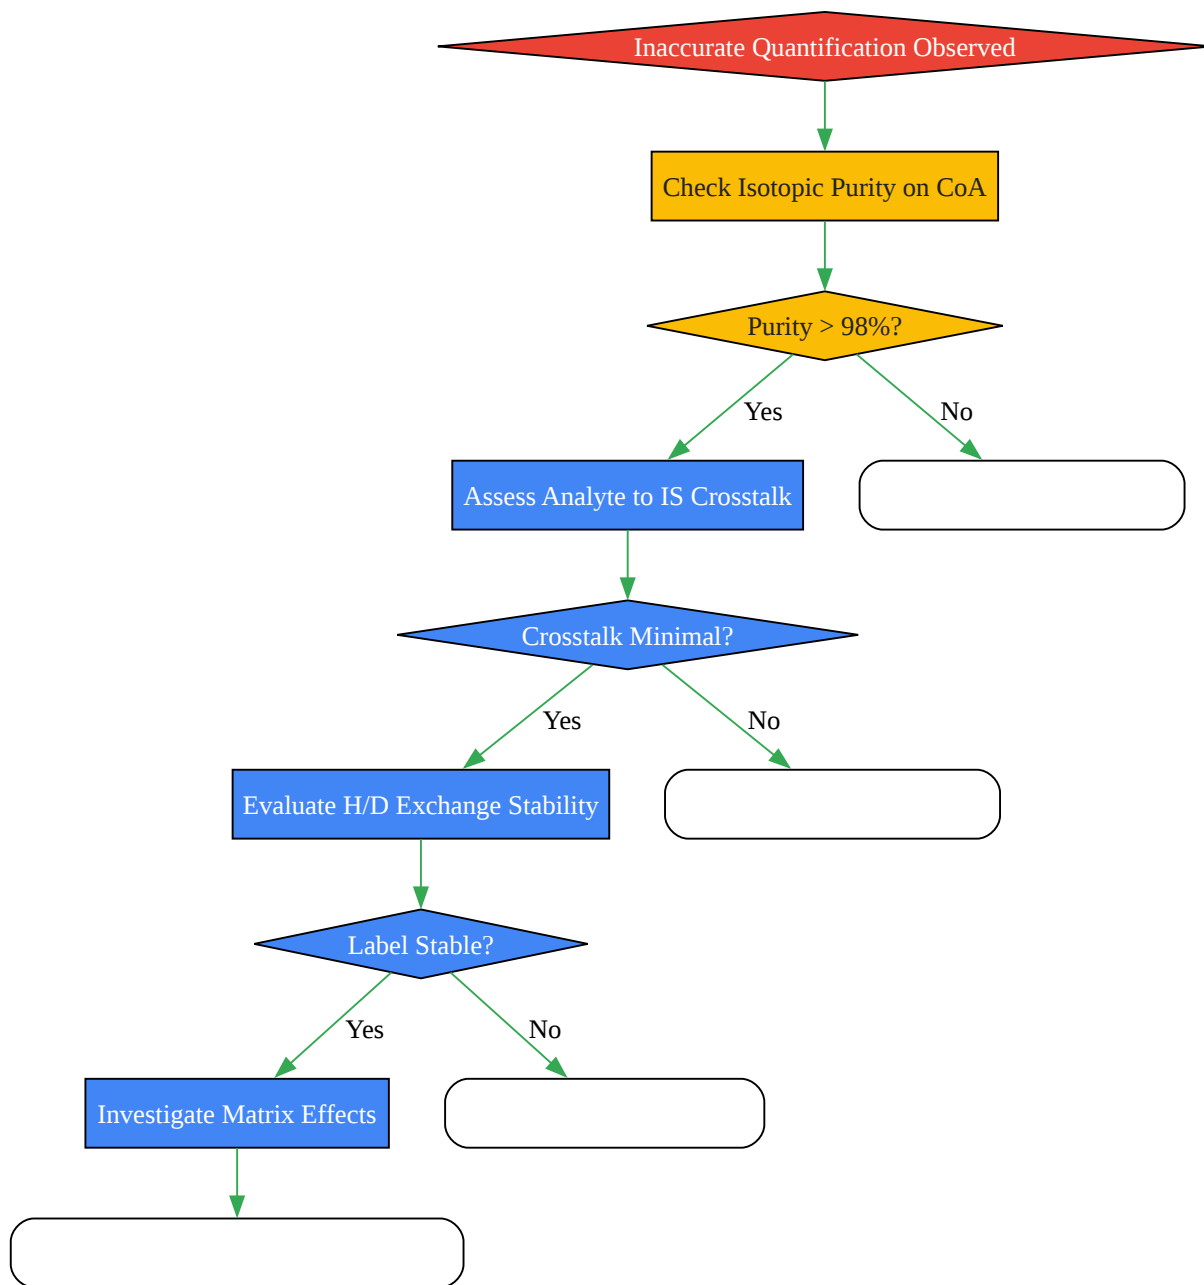 Inaccurate Quantification Observed
Check Isotopic Purity on CoA
Purity > 98%?
Yes
No
Assess Analyte to IS Crosstalk
Crosstalk Minimal?
Yes
No
Evaluate H/D Exchange Stability
Label Stable?
Yes
No
Investigate Matrix Effects